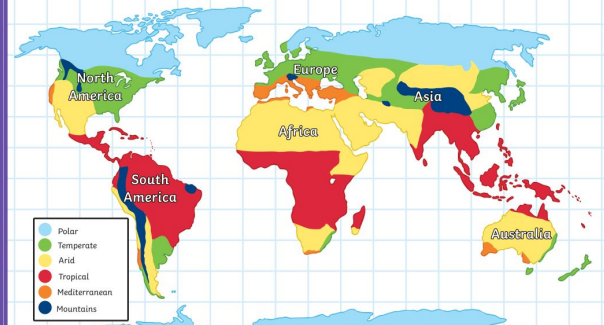 North
America
Europe
Asia
Africa
South
America
Australia
Polar
Temperate
Arid
Tropical
Mediterranean
Mountains